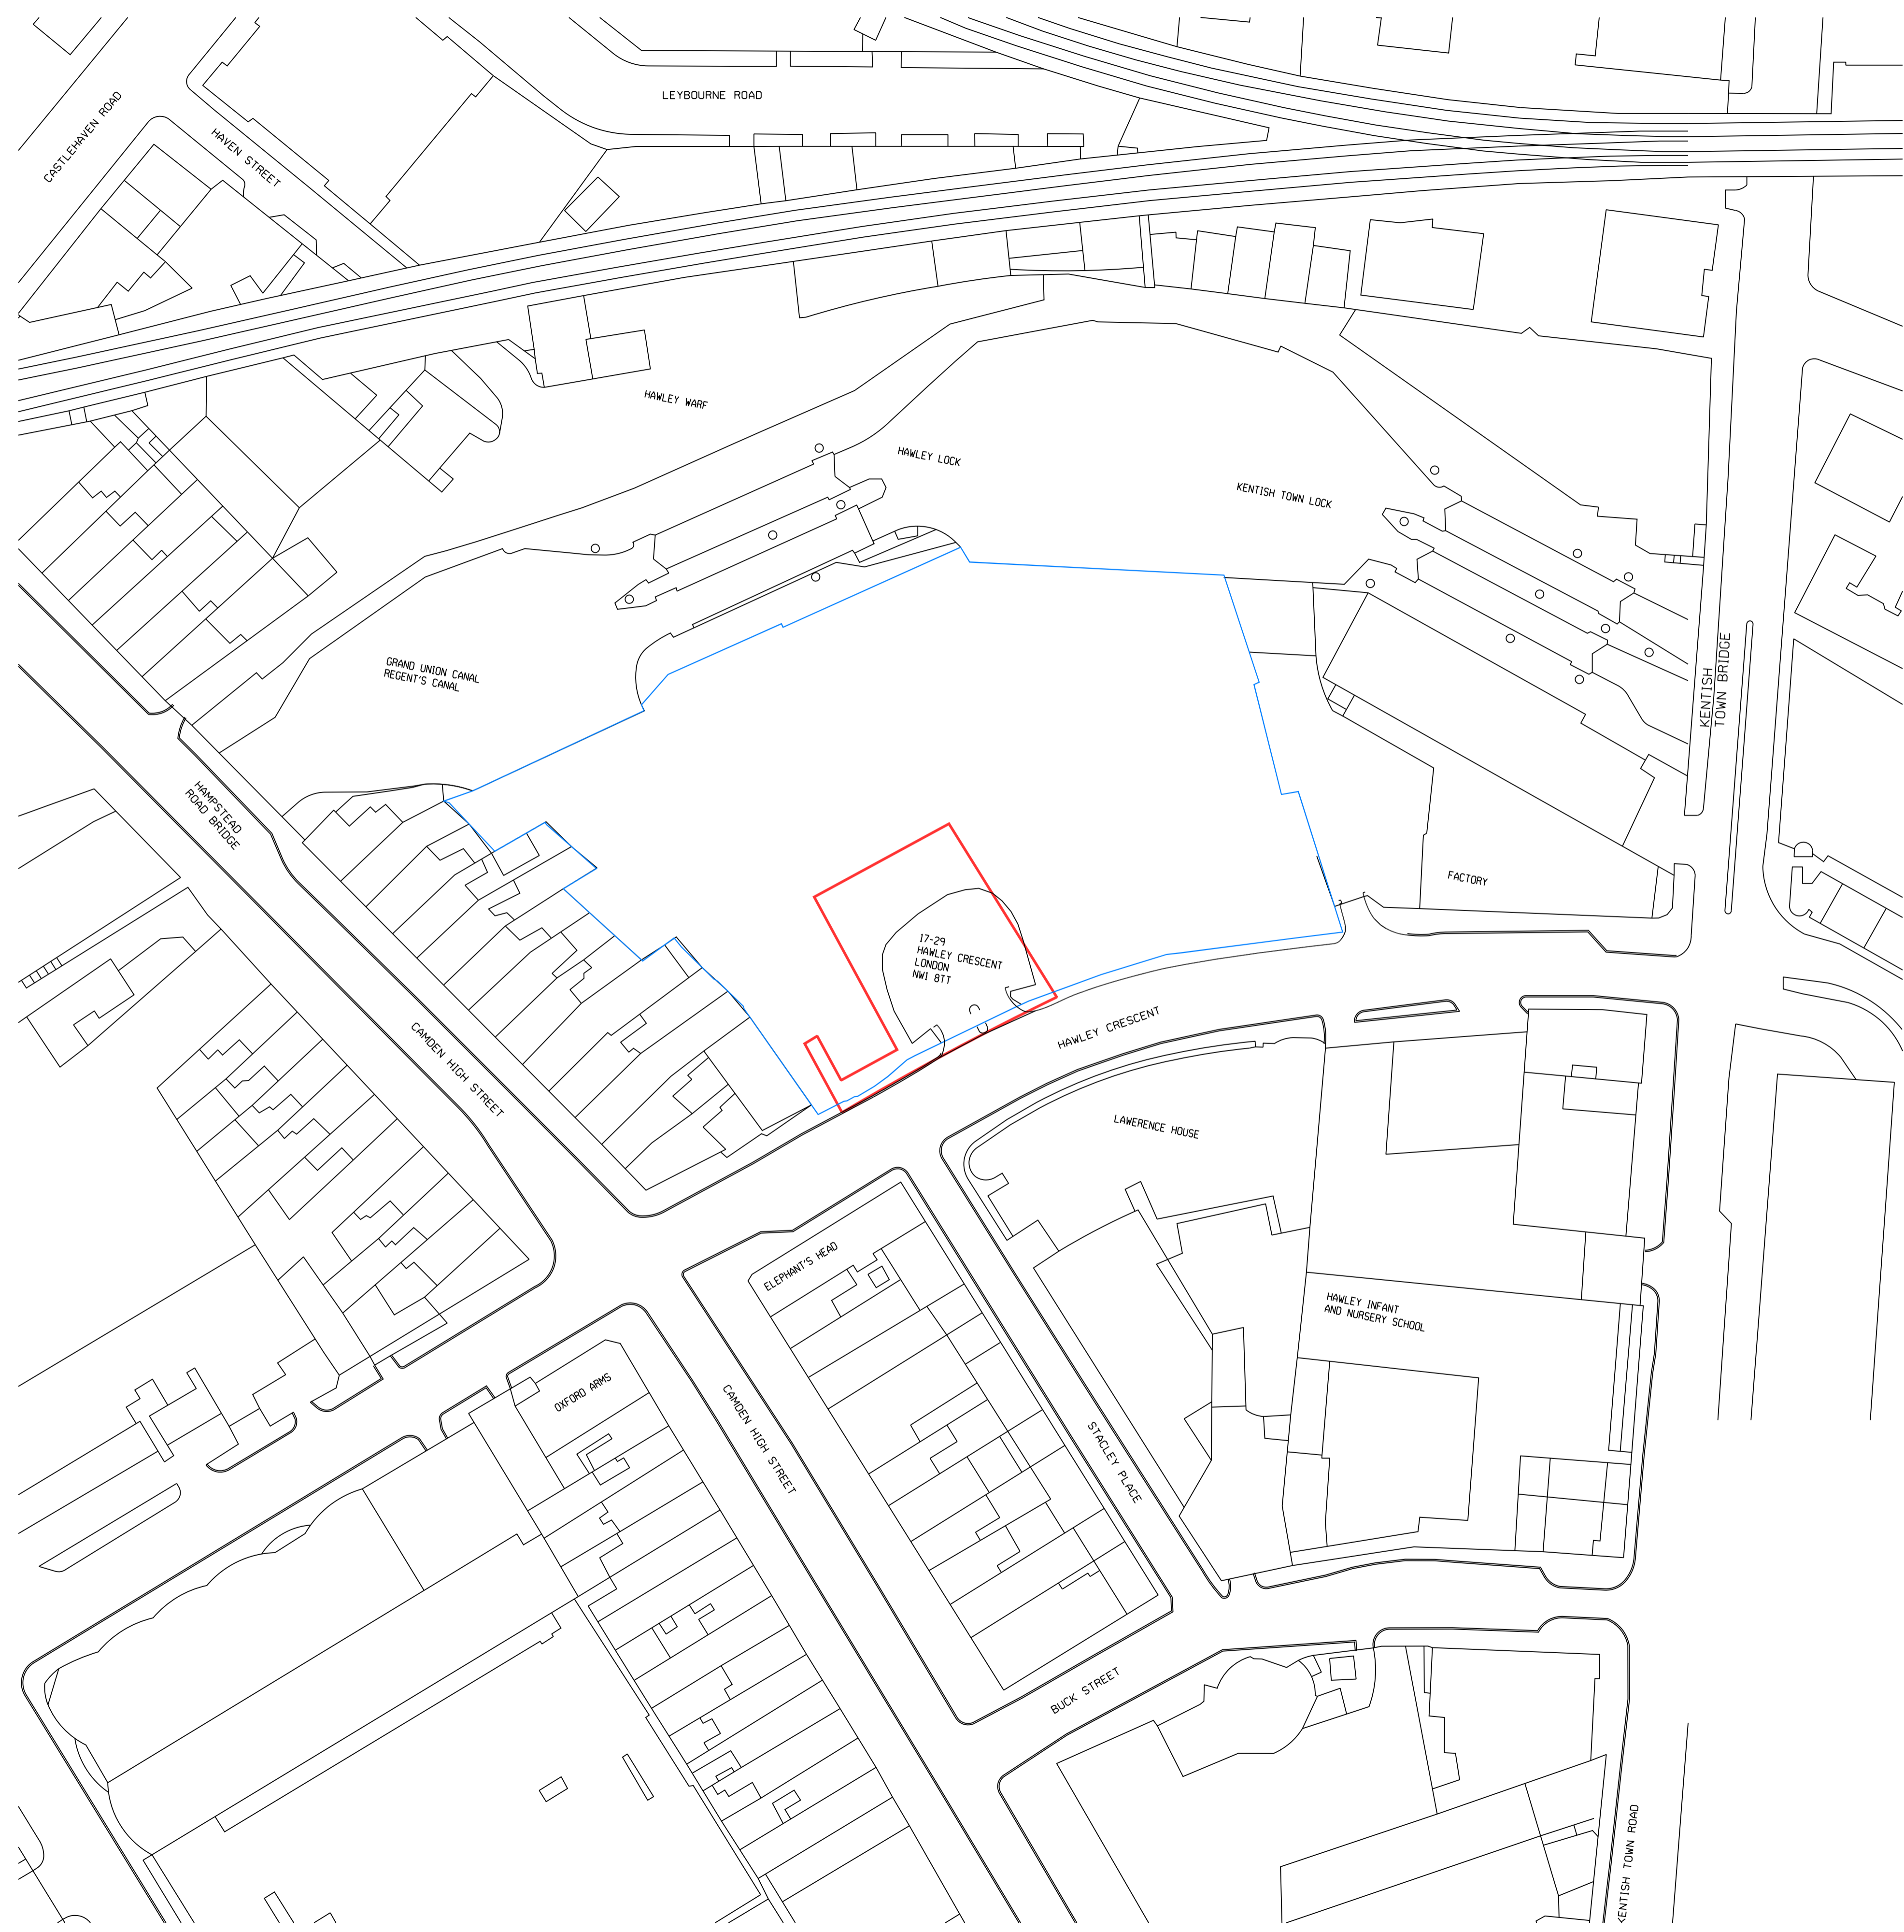 LEYBOURNE ROAD
CASTLEHAVEN ROAD
HAVEN STREET
HAWLEY WARF
HAWLEY LOCK
KENTISH TOWN LOCK
GRAND UNION CANAL
REGENT'S CANAL
KENTISH
TOWN BRIDGE
HAMPSTEAD
ROAD BRIDGE
FACTORY
17-29
HAWLEY CRESCENT
LONDON
NW1 8TT
HAWLEY CRESCENT
CAMDEN HIGH STREET
LAWERENCE HOUSE
ELEPHANT'S HEAD
HAWLEY INFANT
AND NURSERY SCHOOL
OXFORD ARMS
CAMDEN HIGH STREET
STACLEY PLACE
BUCK STREET
KENTISH TOWN ROAD